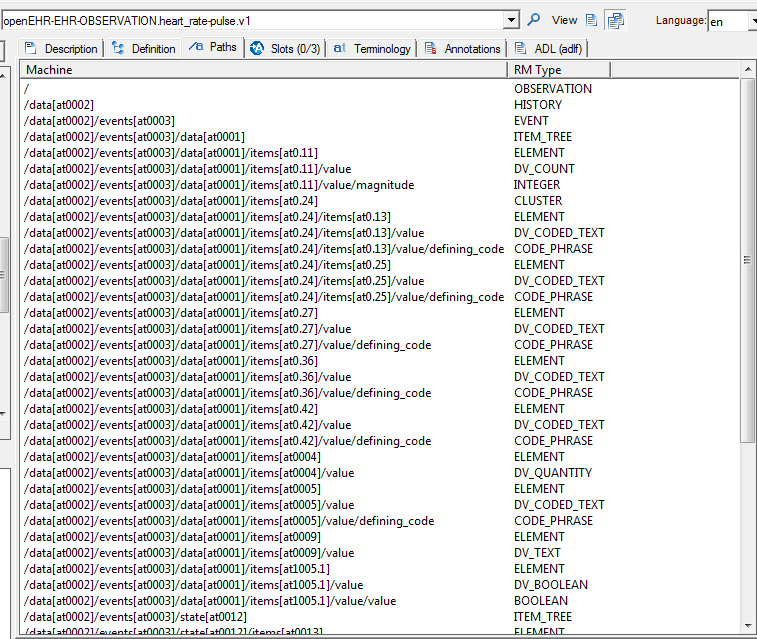 openEHR-EHR-OBSERVATION.heart_rate-pulse.v1 View Language: en
Description Definition Paths Slots (0/3) at Terminology Annotations ADL (adlf)
Machine RM Type
/ OBSERVATION
/data[at0002] HISTORY
/data[at0002]/events[at0003] EVENT
/data[at0002]/events[at0003]/data[at0001] ITEM_TREE
/data[at0002]/events[at0003]/data[at0001]/items[at0.11] ELEMENT
/data[at0002]/events[at0003]/data[at0001]/items[at0.11]/value DV_COUNT
/data[at0002]/events[at0003]/data[at0001]/items[at0.11]/value/magnitude INTEGER
/data[at0002]/events[at0003]/data[at0001]/items[at0.24] CLUSTER
/data[at0002]/events[at0003]/data[at0001]/items[at0.24]/items[at0.13] ELEMENT
/data[at0002]/events[at0003]/data[at0001]/items[at0.24]/items[at0.13]/value DV_CODED_TEXT
/data[at0002]/events[at0003]/data[at0001]/items[at0.24]/items[at0.13]/value/defining_code CODE_PHRASE
/data[at0002]/events[at0003]/data[at0001]/items[at0.24]/items[at0.25] ELEMENT
/data[at0002]/events[at0003]/data[at0001]/items[at0.24]/items[at0.25]/value DV_CODED_TEXT
/data[at0002]/events[at0003]/data[at0001]/items[at0.24]/items[at0.25]/value/defining_code CODE_PHRASE
/data[at0002]/events[at0003]/data[at0001]/items[at0.27] ELEMENT
/data[at0002]/events[at0003]/data[at0001]/items[at0.27]/value DV_CODED_TEXT
/data[at0002]/events[at0003]/data[at0001]/items[at0.27]/value/defining_code CODE_PHRASE
/data[at0002]/events[at0003]/data[at0001]/items[at0.36] ELEMENT
/data[at0002]/events[at0003]/data[at0001]/items[at0.36]/value DV_CODED_TEXT
/data[at0002]/events[at0003]/data[at0001]/items[at0.36]/value/defining_code CODE_PHRASE
/data[at0002]/events[at0003]/data[at0001]/items[at0.42] ELEMENT
/data[at0002]/events[at0003]/data[at0001]/items[at0.42]/value DV_CODED_TEXT
/data[at0002]/events[at0003]/data[at0001]/items[at0.42]/value/defining_code CODE_PHRASE
/data[at0002]/events[at0003]/data[at0001]/items[at0004] ELEMENT
/data[at0002]/events[at0003]/data[at0001]/items[at0004]/value DV_QUANTITY
/data[at0002]/events[at0003]/data[at0001]/items[at0005] ELEMENT
/data[at0002]/events[at0003]/data[at0001]/items[at0005]/value DV_CODED_TEXT
/data[at0002]/events[at0003]/data[at0001]/items[at0005]/value/defining_code CODE_PHRASE
/data[at0002]/events[at0003]/data[at0001]/items[at0009] ELEMENT
/data[at0002]/events[at0003]/data[at0001]/items[at0009]/value DV_TEXT
/data[at0002]/events[at0003]/data[at0001]/items[at1005.1] ELEMENT
/data[at0002]/events[at0003]/data[at0001]/items[at1005.1]/value DV_BOOLEAN
/data[at0002]/events[at0003]/data[at0001]/items[at1005.1]/value/value BOOLEAN
/data[at0002]/events[at0003]/state[at0012] ITEM_TREE
/data[at0002]/events[at0003]/state[at0012]/items[at0013] ELEMENT